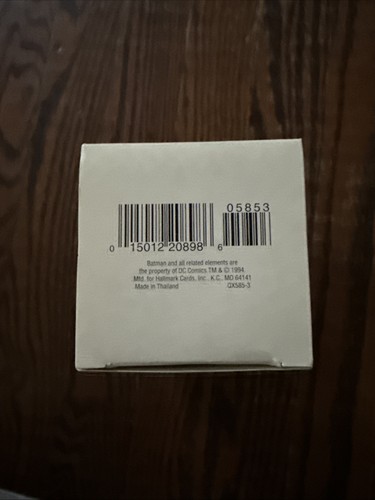 05853
0 15012 20898 6
Batman and all related elements are
the property of DC Comics TM & © 1994.
Mfd. for Hallmark Cards, Inc., K.C., MO 64141
Made in Thailand QX585-3